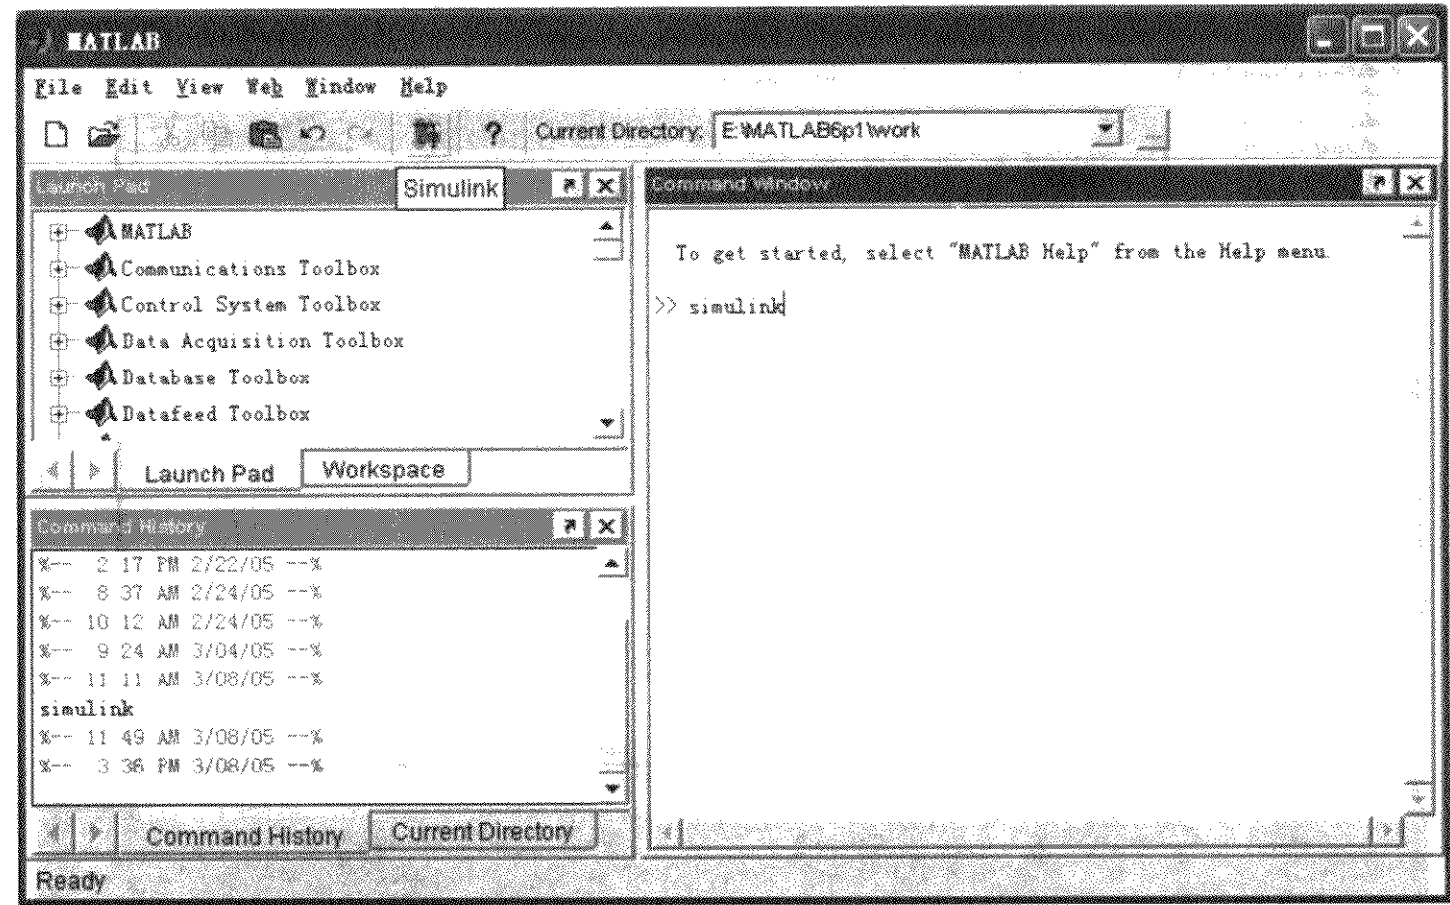 MATLAB
File Edit View Web Window Help
? Current Directory: E:\MATLAB6p1\work
Launch Pad
Simulink
MATLAB
Communications Toolbox
Control System Toolbox
Data Acquisition Toolbox
Database Toolbox
Datafeed Toolbox
Launch Pad Workspace
Command History
%-- 2 17 PM 2/22/05 --%
%-- 8 37 AM 2/24/05 --%
%-- 10 12 AM 2/24/05 --%
%-- 9 24 AM 3/04/05 --%
%-- 11 11 AM 3/08/05 --%
simulink
%-- 11 49 AM 3/08/05 --%
%-- 3 36 PM 3/08/05 --%
Command History Current Directory
Command Window
To get started, select "MATLAB Help" from the Help menu.
>> simulink
Ready